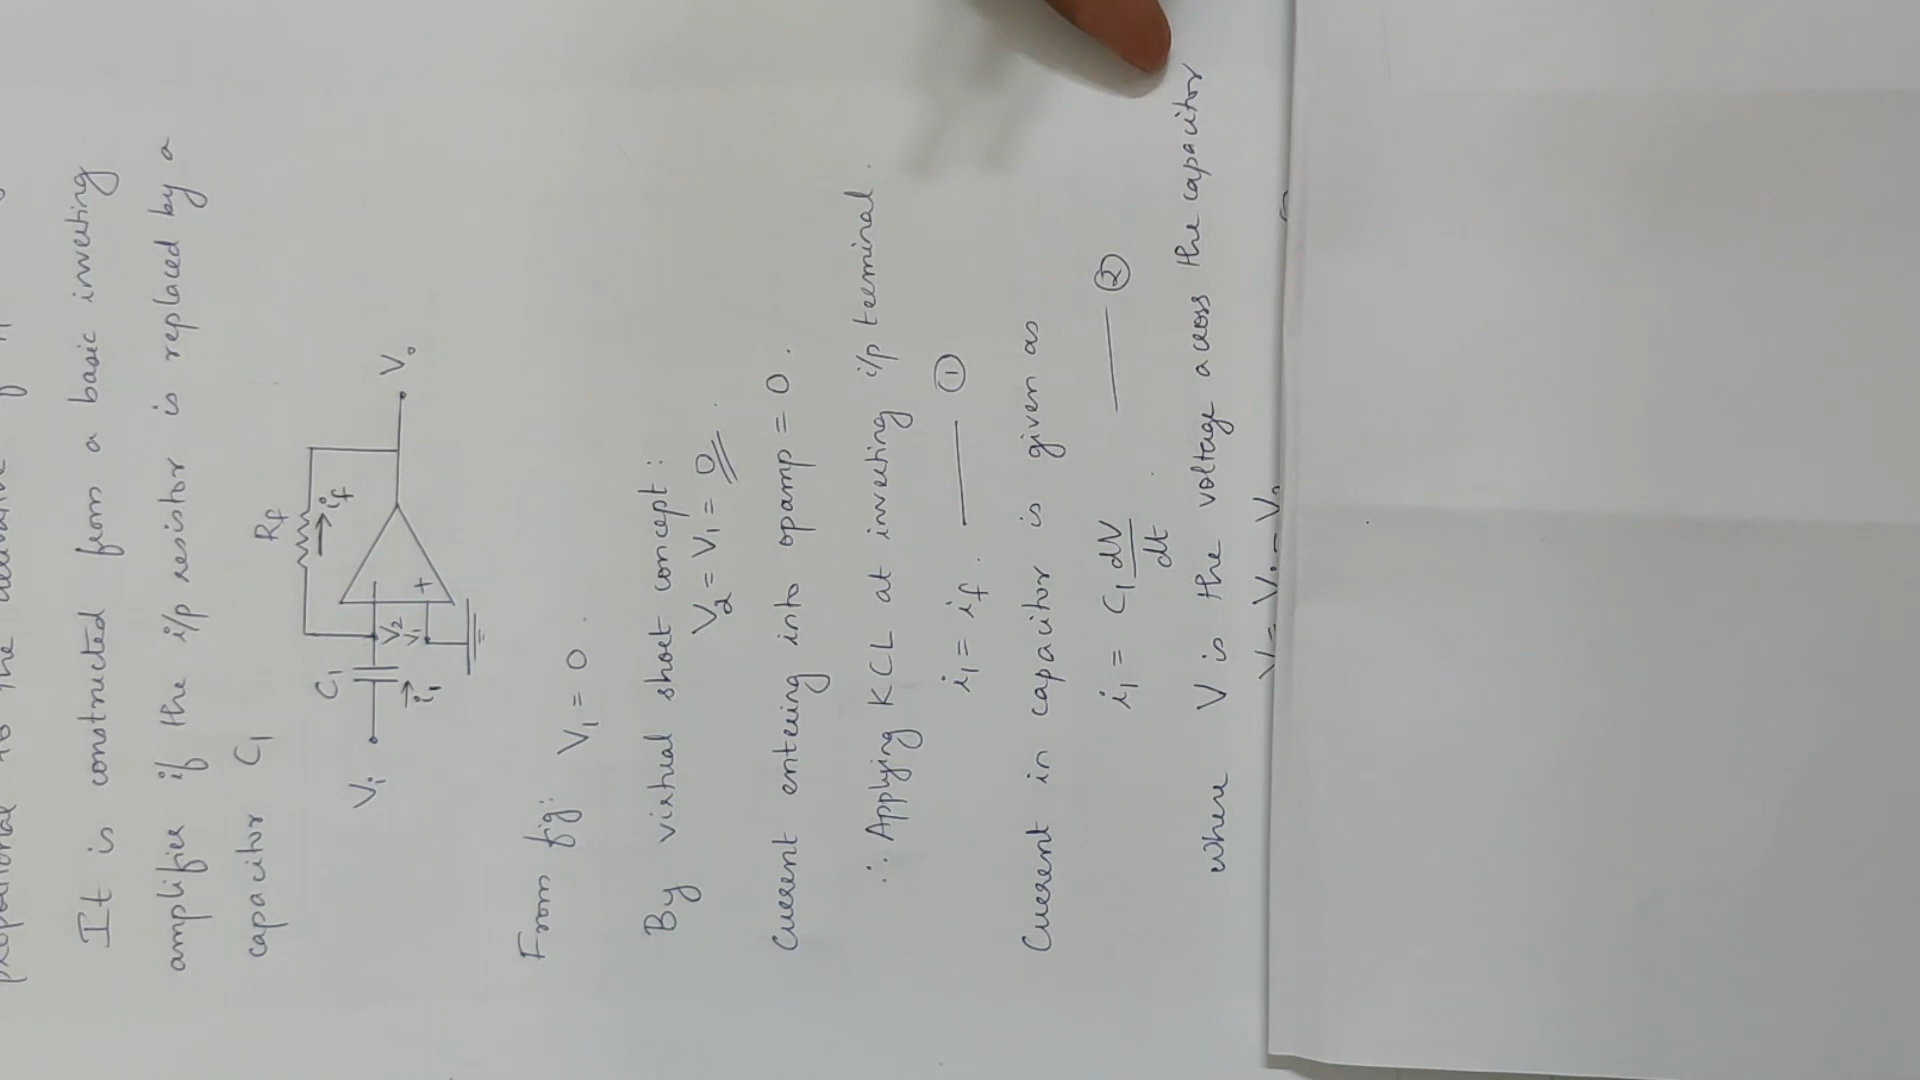 to the
It is constructed from a basic inverting
amplifier if the i/p resistor is replaced by a
capacitor C₁
Rf
if
C₁
Vi
i₁
V₂
V₁
+
Vo
From fig: V₁ = 0.
By virtual short concept:
V₂ = V₁ = 0.
Current entering into opamp = 0.
∴ Applying KCL at inverting i/p terminal.
i₁ = if. —— ①
Current in capacitor is given as
i₁ = C₁ dV/dt. —— ②
where V is the voltage across the capacitor